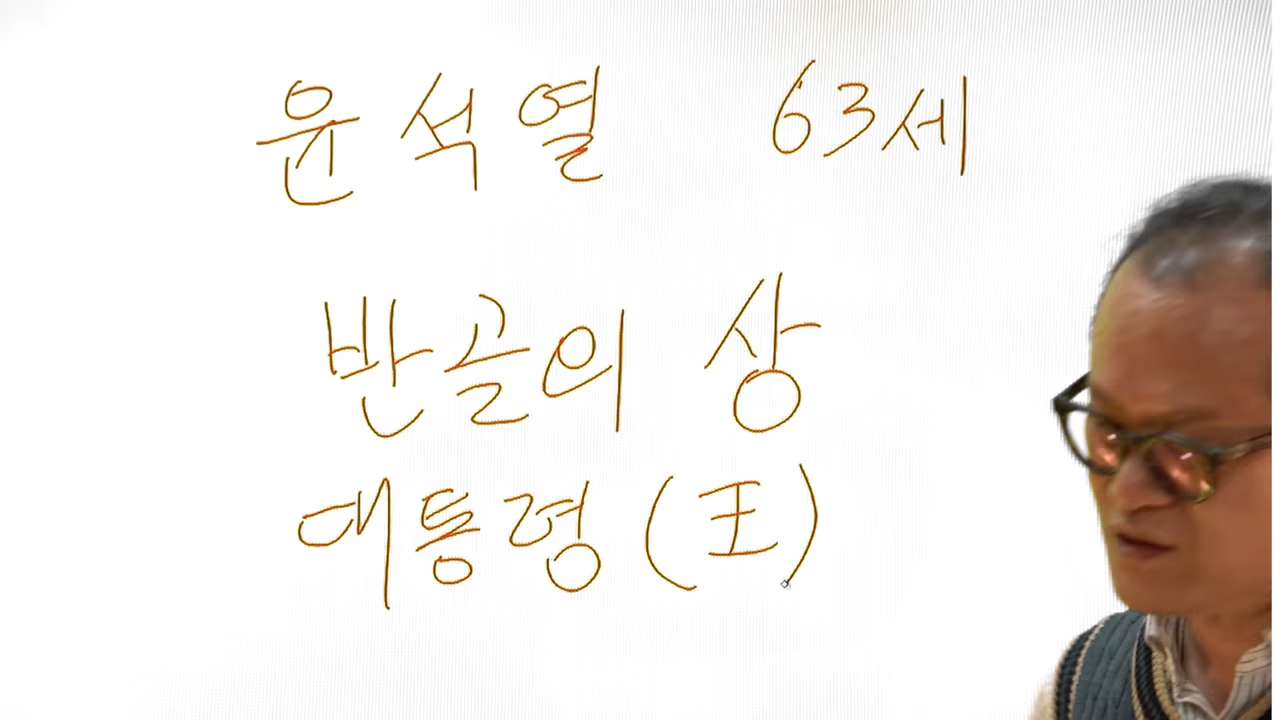 윤석열 63세
반골의 상
대통령 (王)